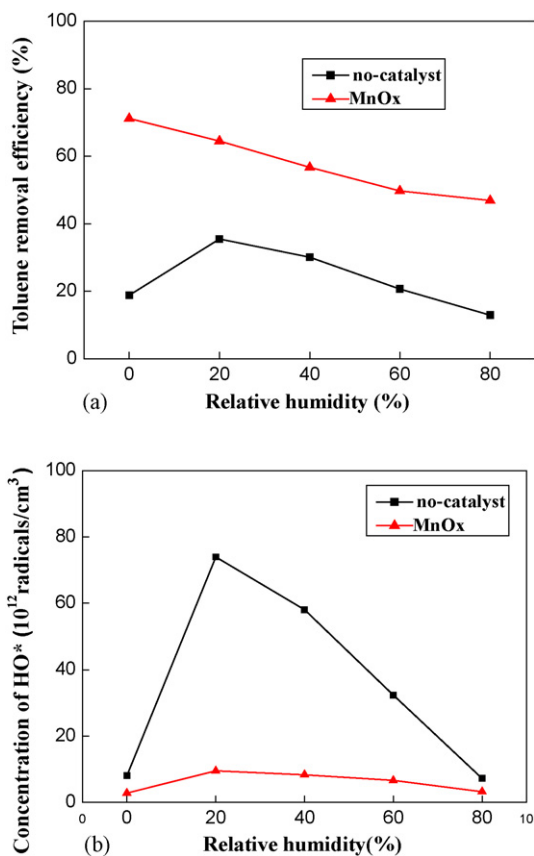 100
80
60
40
20
0
Toluene removal efficiency (%)
no-catalyst
MnOx
0 20 40 60 80
(a) Relative humidity (%)
100
80
60
40
20
0
Concentration of HO* (10¹²radicals/cm³)
no-catalyst
MnOx
0 0 20 40 60 80 10
(b) Relative humidity(%)